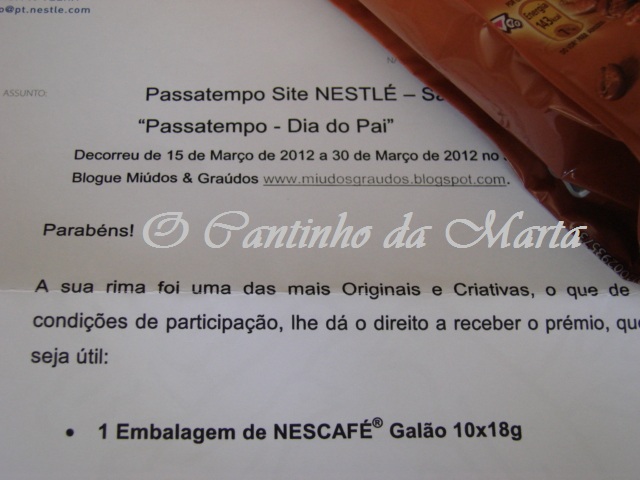 o@pt.nestle.com
ASSUNTO:
Passatempo Site NESTLÉ – Sa
“Passatempo - Dia do Pai”
Decorreu de 15 de Março de 2012 a 30 de Março de 2012 no
Blogue Miúdos & Graúdos www.miudosgraudos.blogspot.com.
Parabéns!
O Cantinho da Marta
A sua rima foi uma das mais Originais e Criativas, o que de
condições de participação, lhe dá o direito a receber o prémio, que
seja útil:
• 1 Embalagem de NESCAFÉ® Galão 10x18g
Energia
143